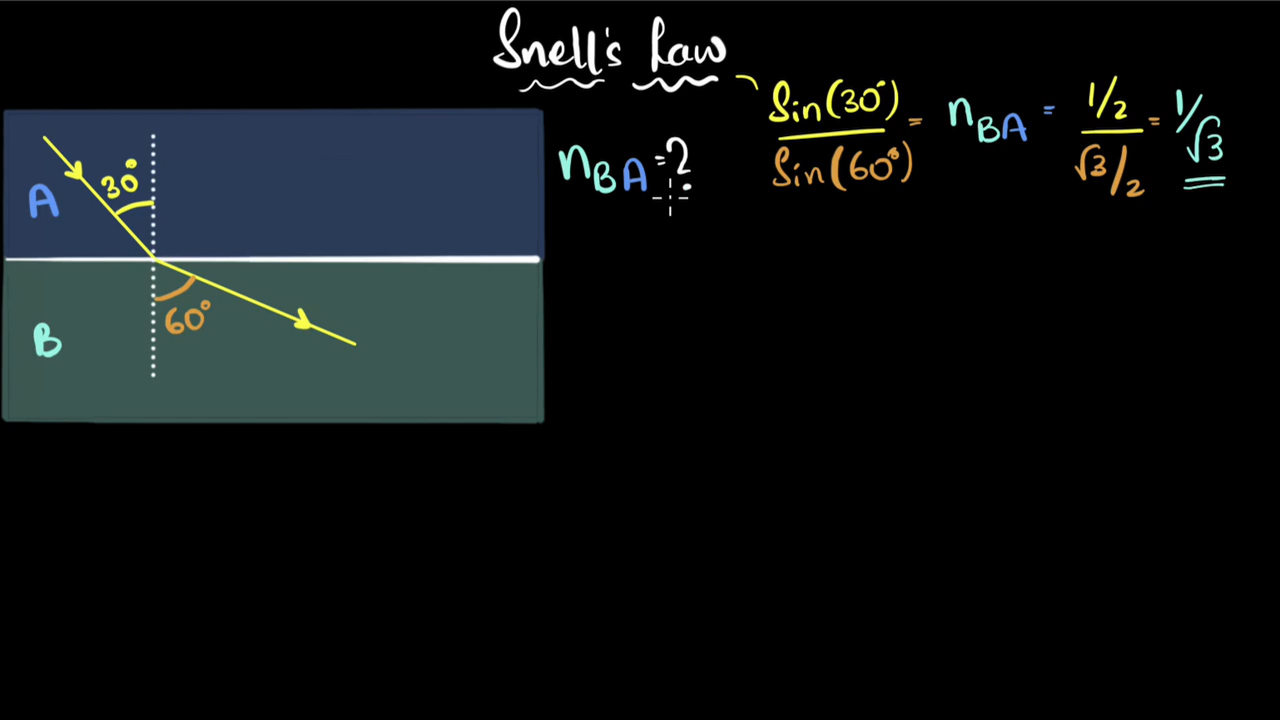 Snell's Law
Sin(30°) / Sin(60°) = nBA = 1/2 / √3/2 = 1/√3
nBA = ?
30°
A
60°
B